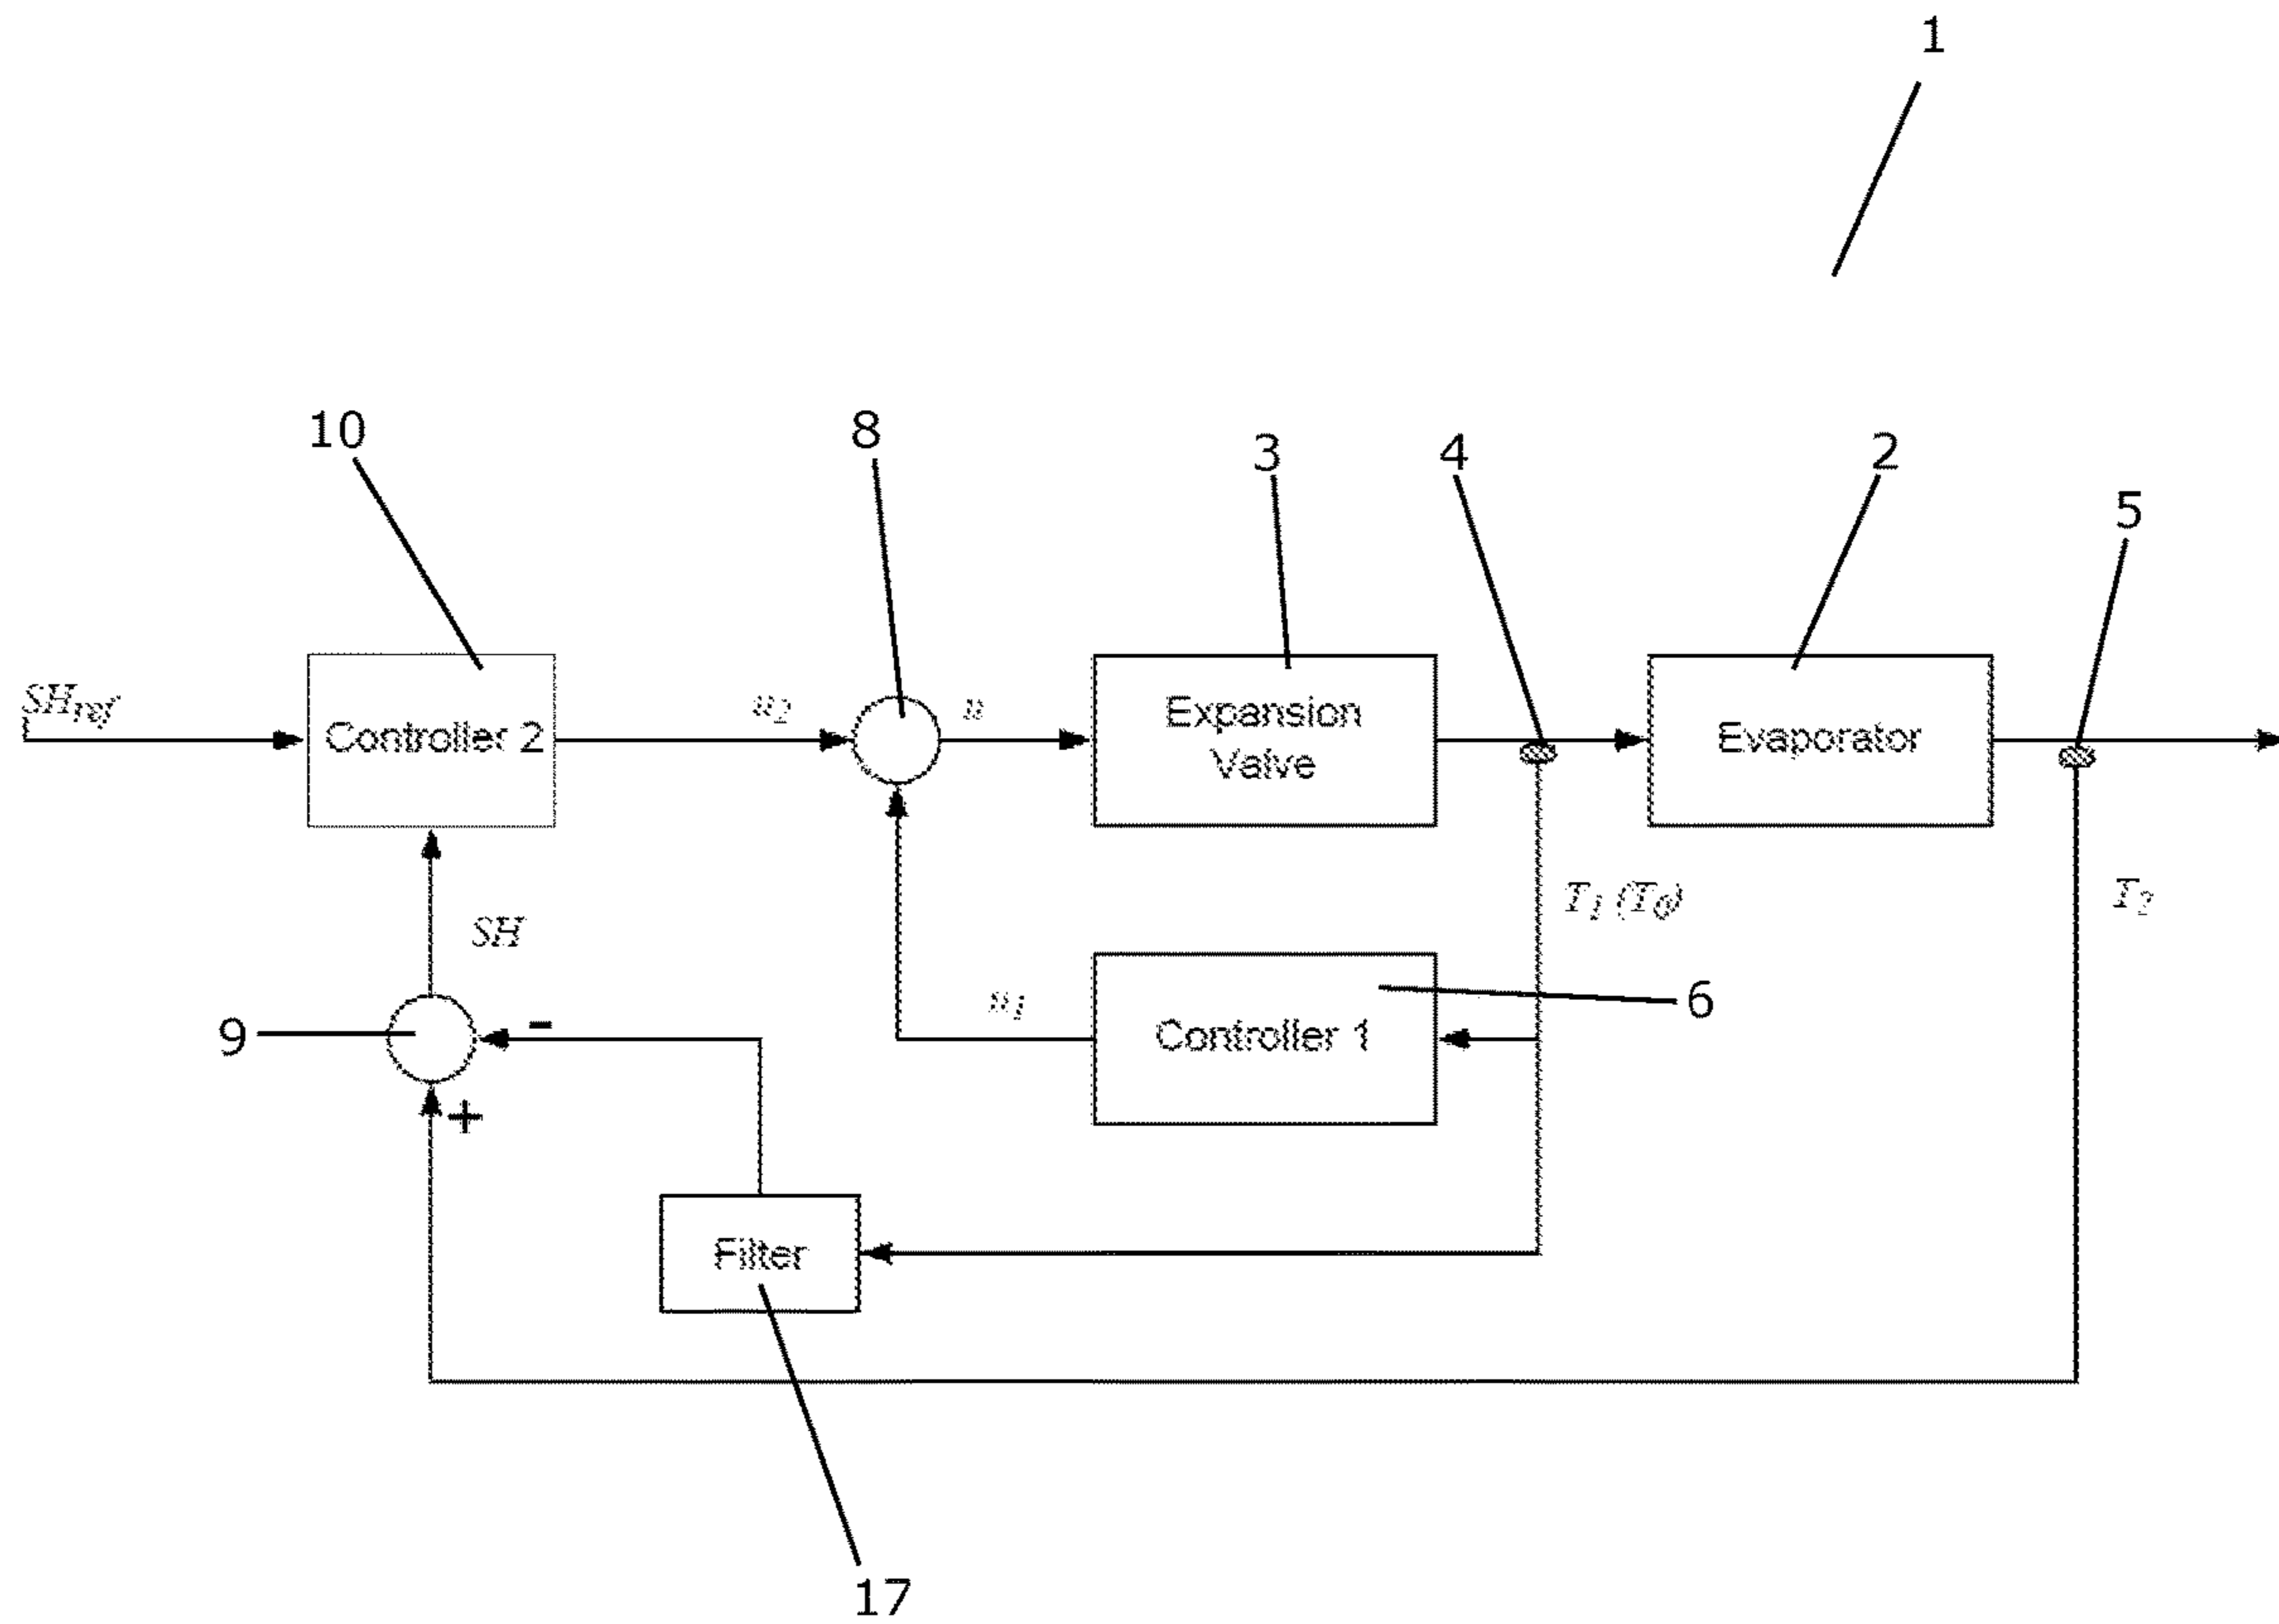 1
10
8
3
4
2
5
SHref
Controller 2
u2
u
Expansion
Valve
Evaporator
T1 (T0)
T2
SH
9
-
+
u1
Controller 1
6
Filter
17